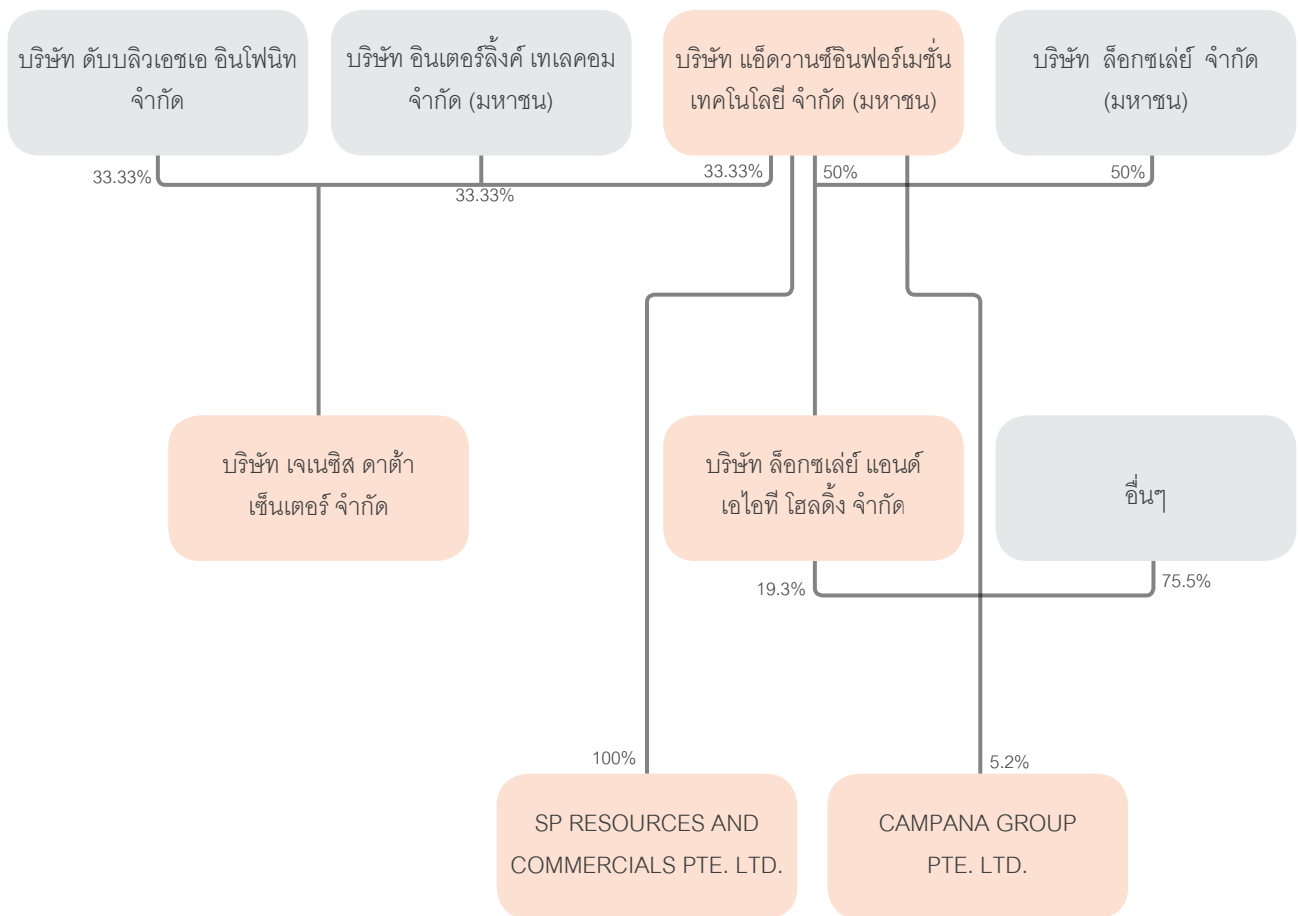 บริษัท ดับบลิวเอชเอ อินโฟนิท
จำกัด
บริษัท อินเตอร์ลิ้งค์ เทเลคอม
จำกัด (มหาชน)
บริษัท แอ็ดวานซ์อินฟอร์เมชั่น
เทคโนโลยี จำกัด (มหาชน)
บริษัท ล็อกซเล่ย์ จำกัด
(มหาชน)
33.33%
33.33%
33.33%
50%
50%
บริษัท เจเนซิส ดาต้า
เซ็นเตอร์ จำกัด
บริษัท ล็อกซเล่ย์ แอนด์
เอไอที โฮลดิ้ง จำกัด
อื่นๆ
19.3%
75.5%
100%
5.2%
SP RESOURCES AND
COMMERCIALS PTE. LTD.
CAMPANA GROUP
PTE. LTD.